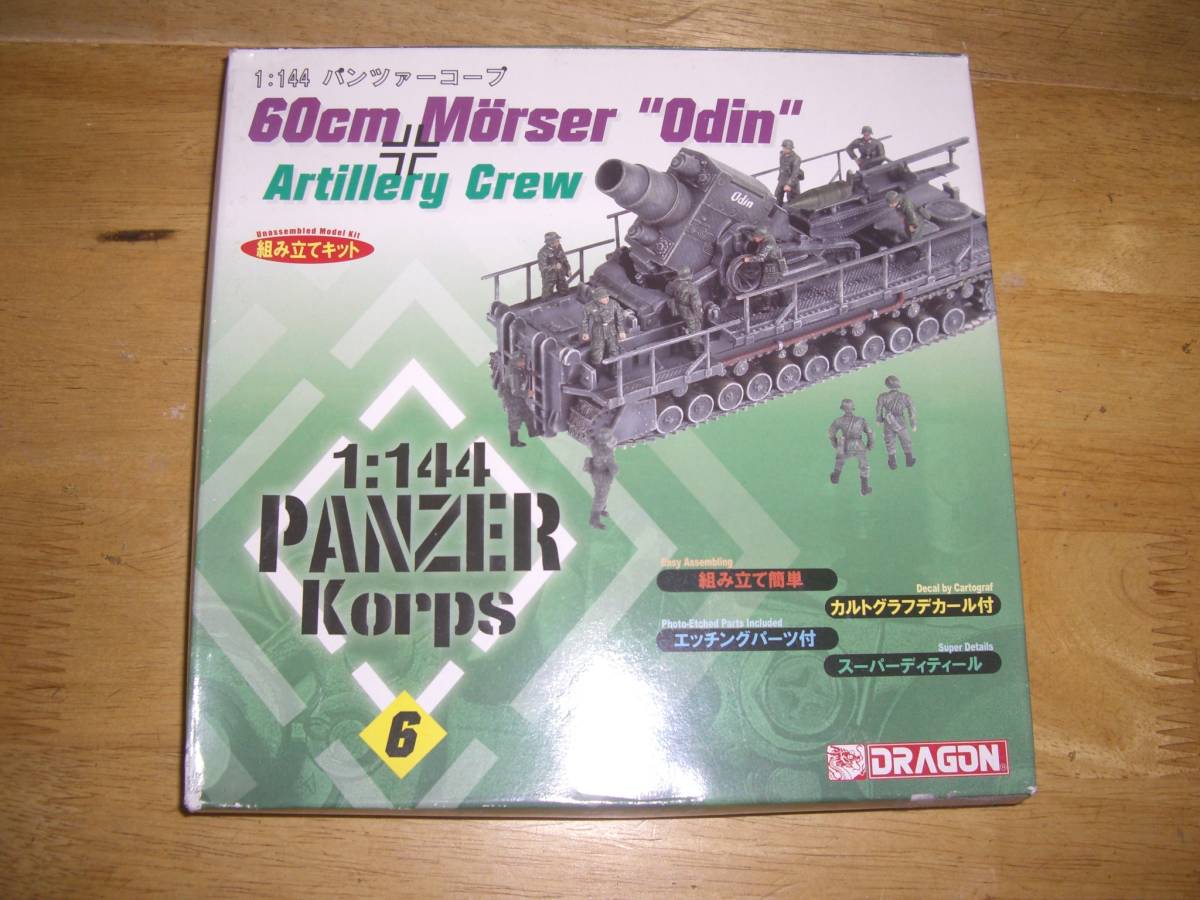 1:144 パンツァーコープ
60cm Mörser "Odin"
Artillery Crew
Unassembled Model Kit
組み立てキット
Odin
1:144
PANZER
Korps
6
Easy Assembling
組み立て簡単
Decal by Cartograf
カルトグラフデカール付
Photo-Etched Parts Included
エッチングパーツ付
Super Details
スーパーディティール
DRAGON